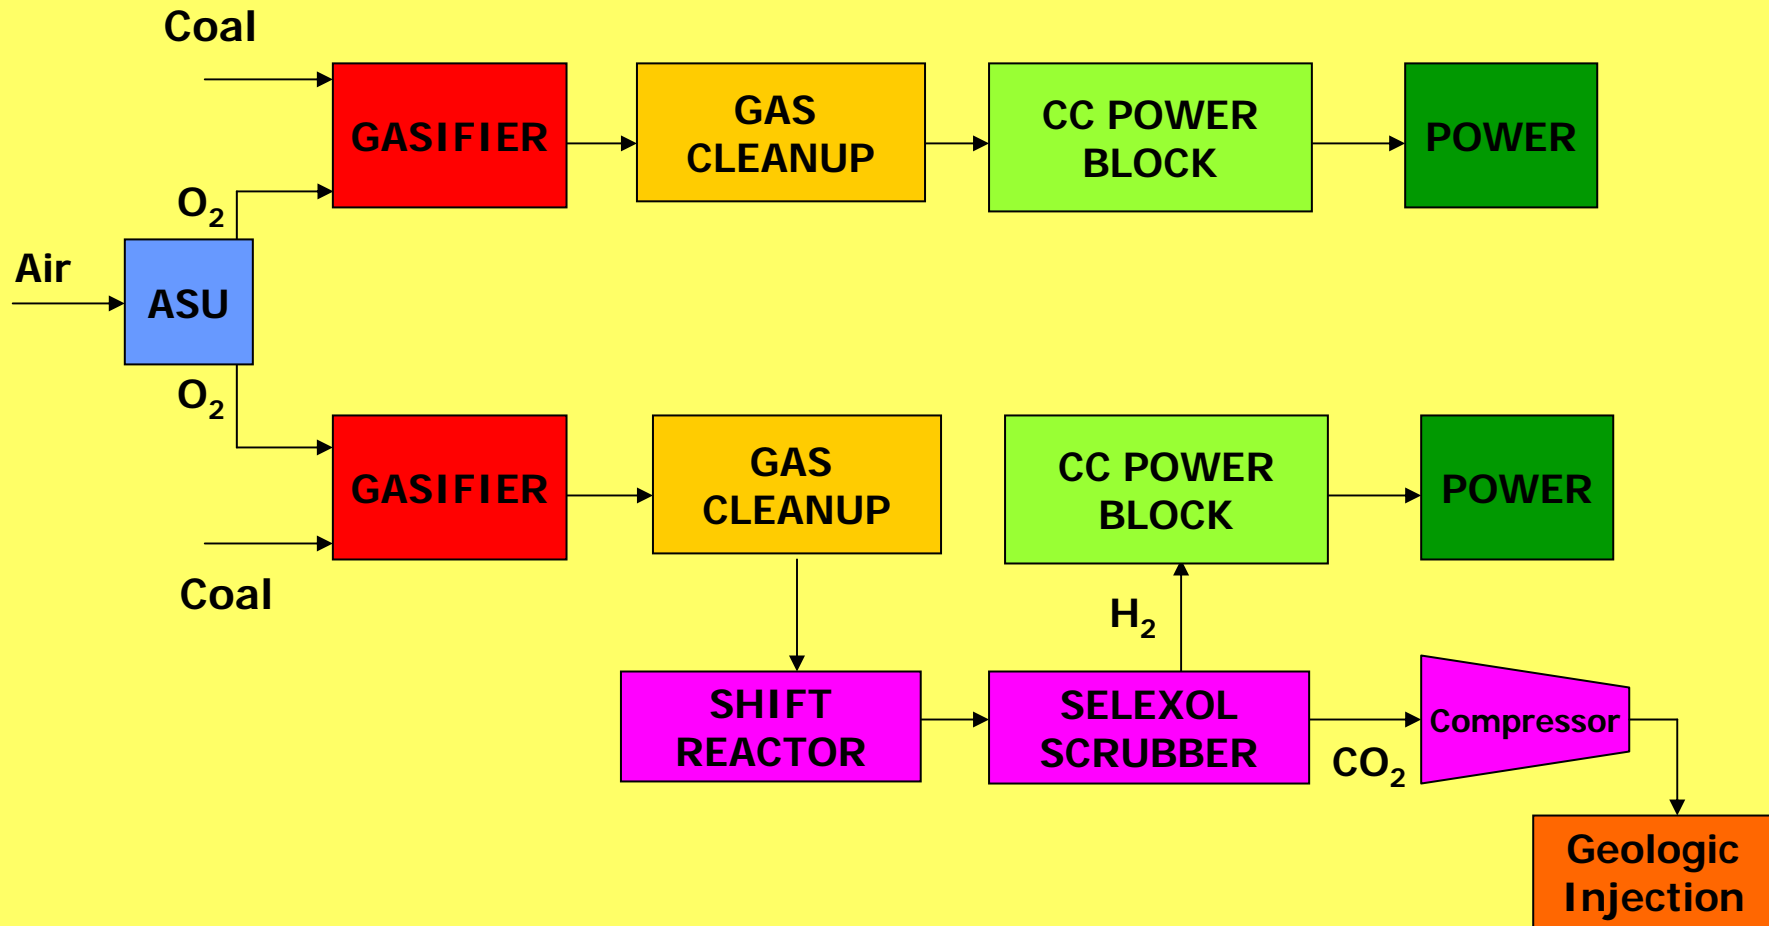 Coal
GASIFIER
GAS
CLEANUP
CC POWER
BLOCK
POWER
O₂
Air
ASU
O₂
GASIFIER
GAS
CLEANUP
CC POWER
BLOCK
POWER
Coal
H₂
SHIFT
REACTOR
SELEXOL
SCRUBBER
CO₂
Compressor
Geologic
Injection